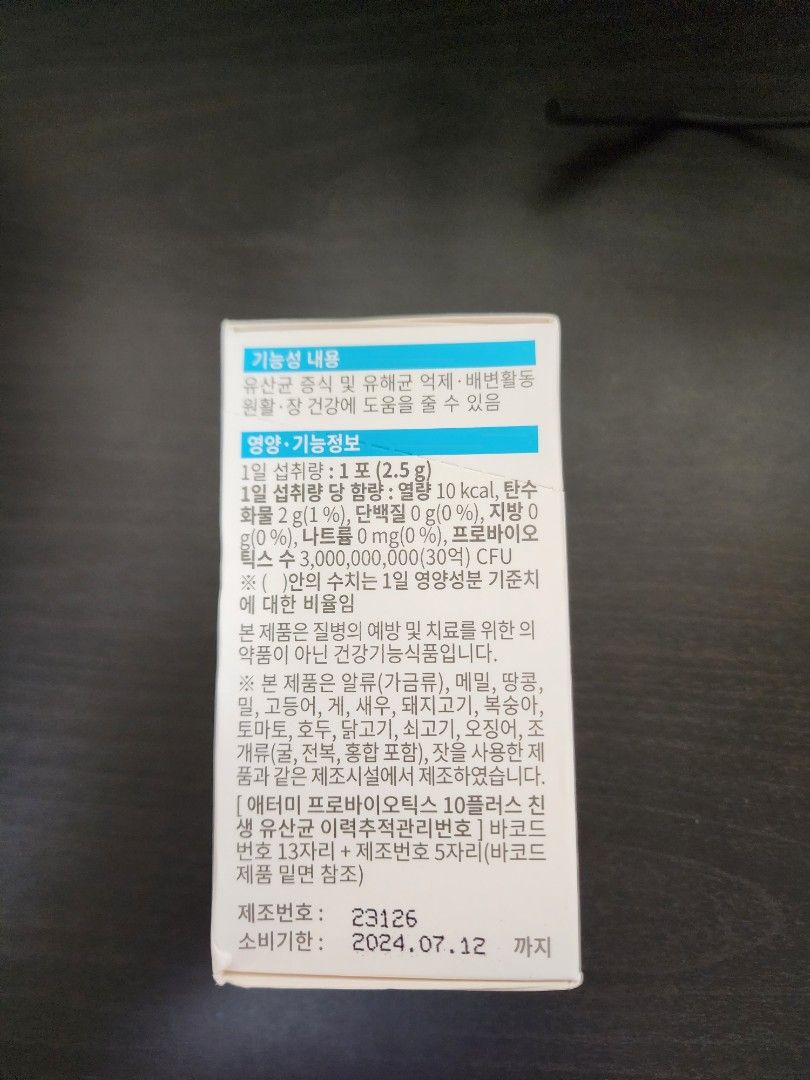 기능성 내용
유산균 증식 및 유해균 억제·배변활동
원활·장 건강에 도움을 줄 수 있음
영양·기능정보
1일 섭취량 : 1 포 (2.5 g)
1일 섭취량 당 함량 : 열량 10 kcal, 탄수
화물 2 g(1 %), 단백질 0 g(0 %), 지방 0
g(0 %), 나트륨 0 mg(0 %), 프로바이오
틱스 수 3,000,000,000(30억) CFU
※ ( )안의 수치는 1일 영양성분 기준치
에 대한 비율임
본 제품은 질병의 예방 및 치료를 위한 의
약품이 아닌 건강기능식품입니다.
※ 본 제품은 알류(가금류), 메밀, 땅콩,
밀, 고등어, 게, 새우, 돼지고기, 복숭아,
토마토, 호두, 닭고기, 쇠고기, 오징어, 조
개류(굴, 전복, 홍합 포함), 잣을 사용한 제
품과 같은 제조시설에서 제조하였습니다.
[ 애터미 프로바이오틱스 10플러스 친
생 유산균 이력추적관리번호 ] 바코드
번호 13자리 + 제조번호 5자리(바코드
제품 밑면 참조)
제조번호 : 23126
소비기한 : 2024.07.12 까지